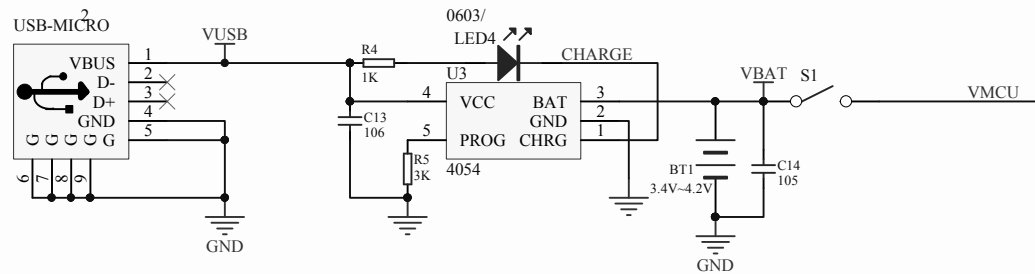 2
USB-MICRO
VBUS
D-
D+
GND
G G G G G
1
2
3
4
5
6
7
8
9
VUSB
GND
R4
1K
C13
106
R5
3K
0603/
LED4
CHARGE
U3
4 VCC BAT 3
GND 2
5 PROG CHRG 1
4054
VBAT
S1
VMCU
BT1
3.4V~4.2V
C14
105
GND